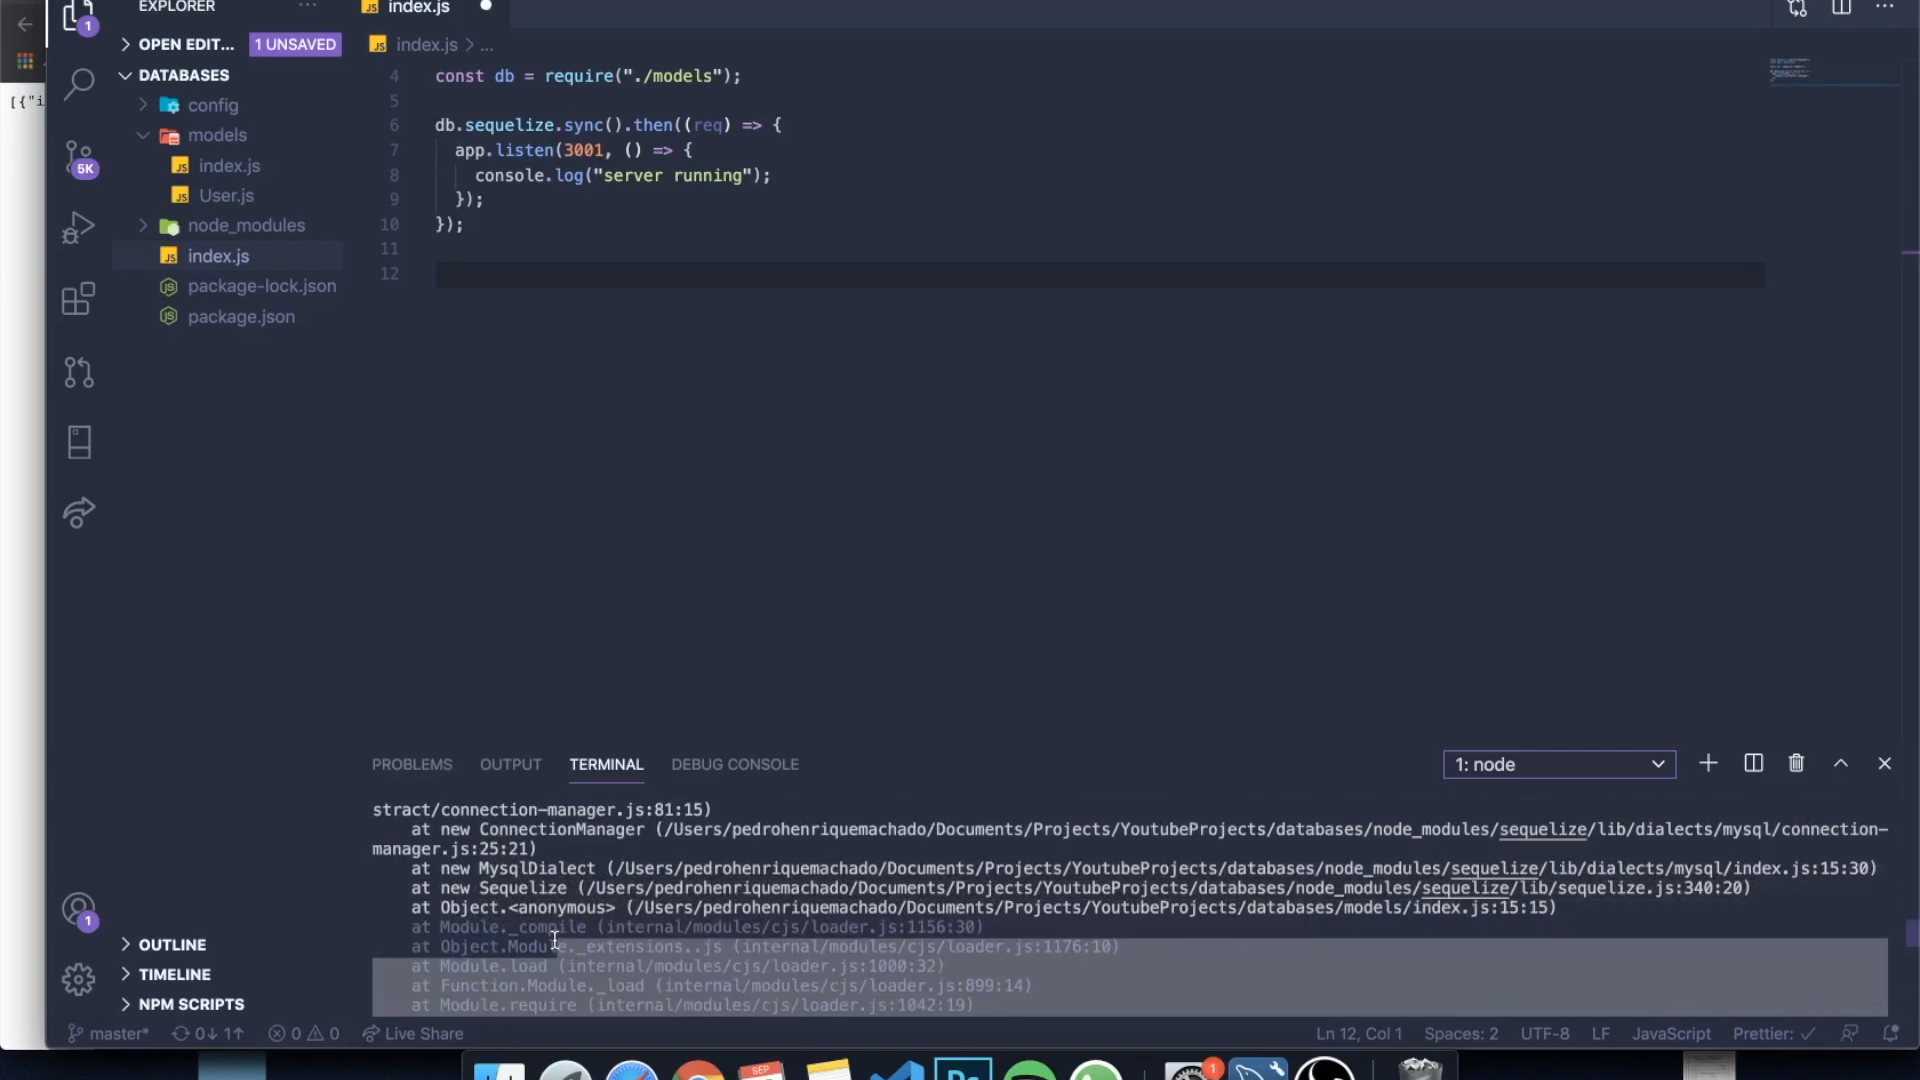 EXPLORER
1
OPEN EDIT...
1 UNSAVED
DATABASES
config
models
index.js
User.js
node_modules
index.js
package-lock.json
package.json
5K
[{"i
index.js
index.js > ...
4 const db = require("./models");
5
6 db.sequelize.sync().then((req) => {
7 app.listen(3001, () => {
8 console.log("server running");
9 });
10 });
11
12
PROBLEMS OUTPUT TERMINAL DEBUG CONSOLE
1: node
stract/connection-manager.js:81:15)
at new ConnectionManager (/Users/pedrohenriquemachado/Documents/Projects/YoutubeProjects/databases/node_modules/sequelize/lib/dialects/mysql/connection-
manager.js:25:21)
at new MysqlDialect (/Users/pedrohenriquemachado/Documents/Projects/YoutubeProjects/databases/node_modules/sequelize/lib/dialects/mysql/index.js:15:30)
at new Sequelize (/Users/pedrohenriquemachado/Documents/Projects/YoutubeProjects/databases/node_modules/sequelize/lib/sequelize.js:340:20)
at Object.<anonymous> (/Users/pedrohenriquemachado/Documents/Projects/YoutubeProjects/databases/models/index.js:15:15)
at Module._compile (internal/modules/cjs/loader.js:1156:30)
at Object.Module._extensions..js (internal/modules/cjs/loader.js:1176:10)
at Module.load (internal/modules/cjs/loader.js:1000:32)
at Function.Module._load (internal/modules/cjs/loader.js:899:14)
at Module.require (internal/modules/cjs/loader.js:1042:19)
1
OUTLINE
TIMELINE
NPM SCRIPTS
master* 0↓ 1↑ 0 0 Live Share
Ln 12, Col 1 Spaces: 2 UTF-8 LF JavaScript Prettier: ✓
SEP
1